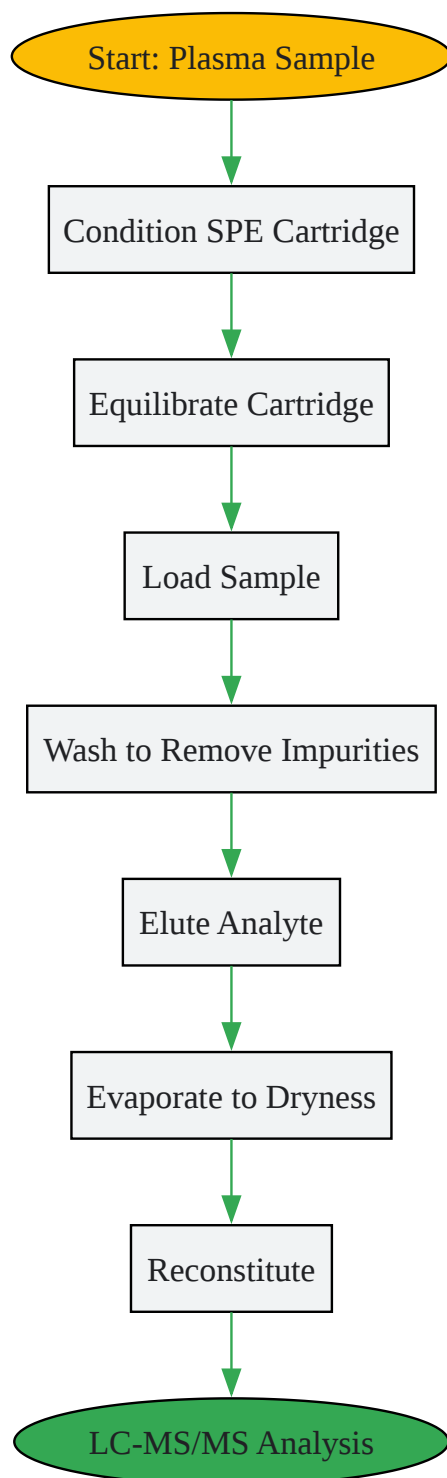 Start: Plasma Sample
Condition SPE Cartridge
Equilibrate Cartridge
Load Sample
Wash to Remove Impurities
Elute Analyte
Evaporate to Dryness
Reconstitute
LC-MS/MS Analysis